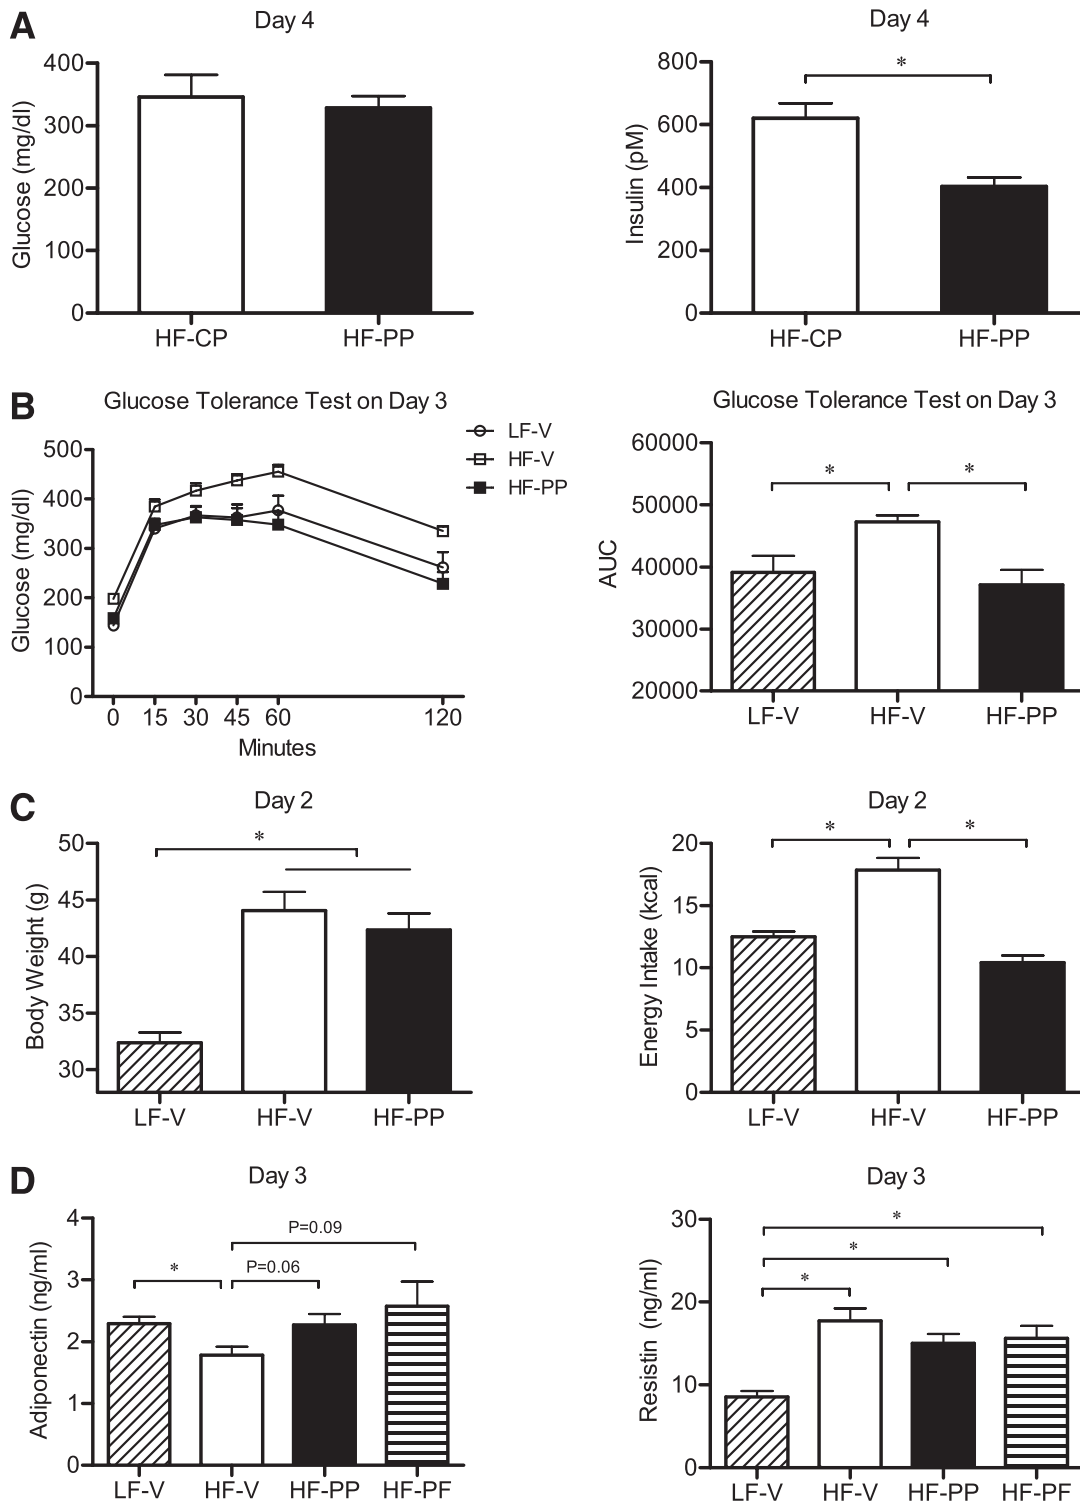 A
Day 4
Glucose (mg/dl)
400
300
200
100
0
HF-CP HF-PP
Day 4
Insulin (pM)
800
600
400
200
0
*
HF-CP HF-PP
B
Glucose Tolerance Test on Day 3
Glucose (mg/dl)
500
400
300
200
100
0
0 15 30 45 60 120
Minutes
LF-V
HF-V
HF-PP
Glucose Tolerance Test on Day 3
AUC
60000
50000
40000
30000
20000
* *
LF-V HF-V HF-PP
C
Day 2
Body Weight (g)
50
45
40
35
30
*
LF-V HF-V HF-PP
Day 2
Energy Intake (kcal)
20
15
10
5
0
* *
LF-V HF-V HF-PP
D
Day 3
Adiponectin (ng/ml)
4
3
2
1
0
P=0.09
* P=0.06
LF-V HF-V HF-PP HF-PF
Day 3
Resistin (ng/ml)
30
20
10
0
*
*
*
LF-V HF-V HF-PP HF-PF